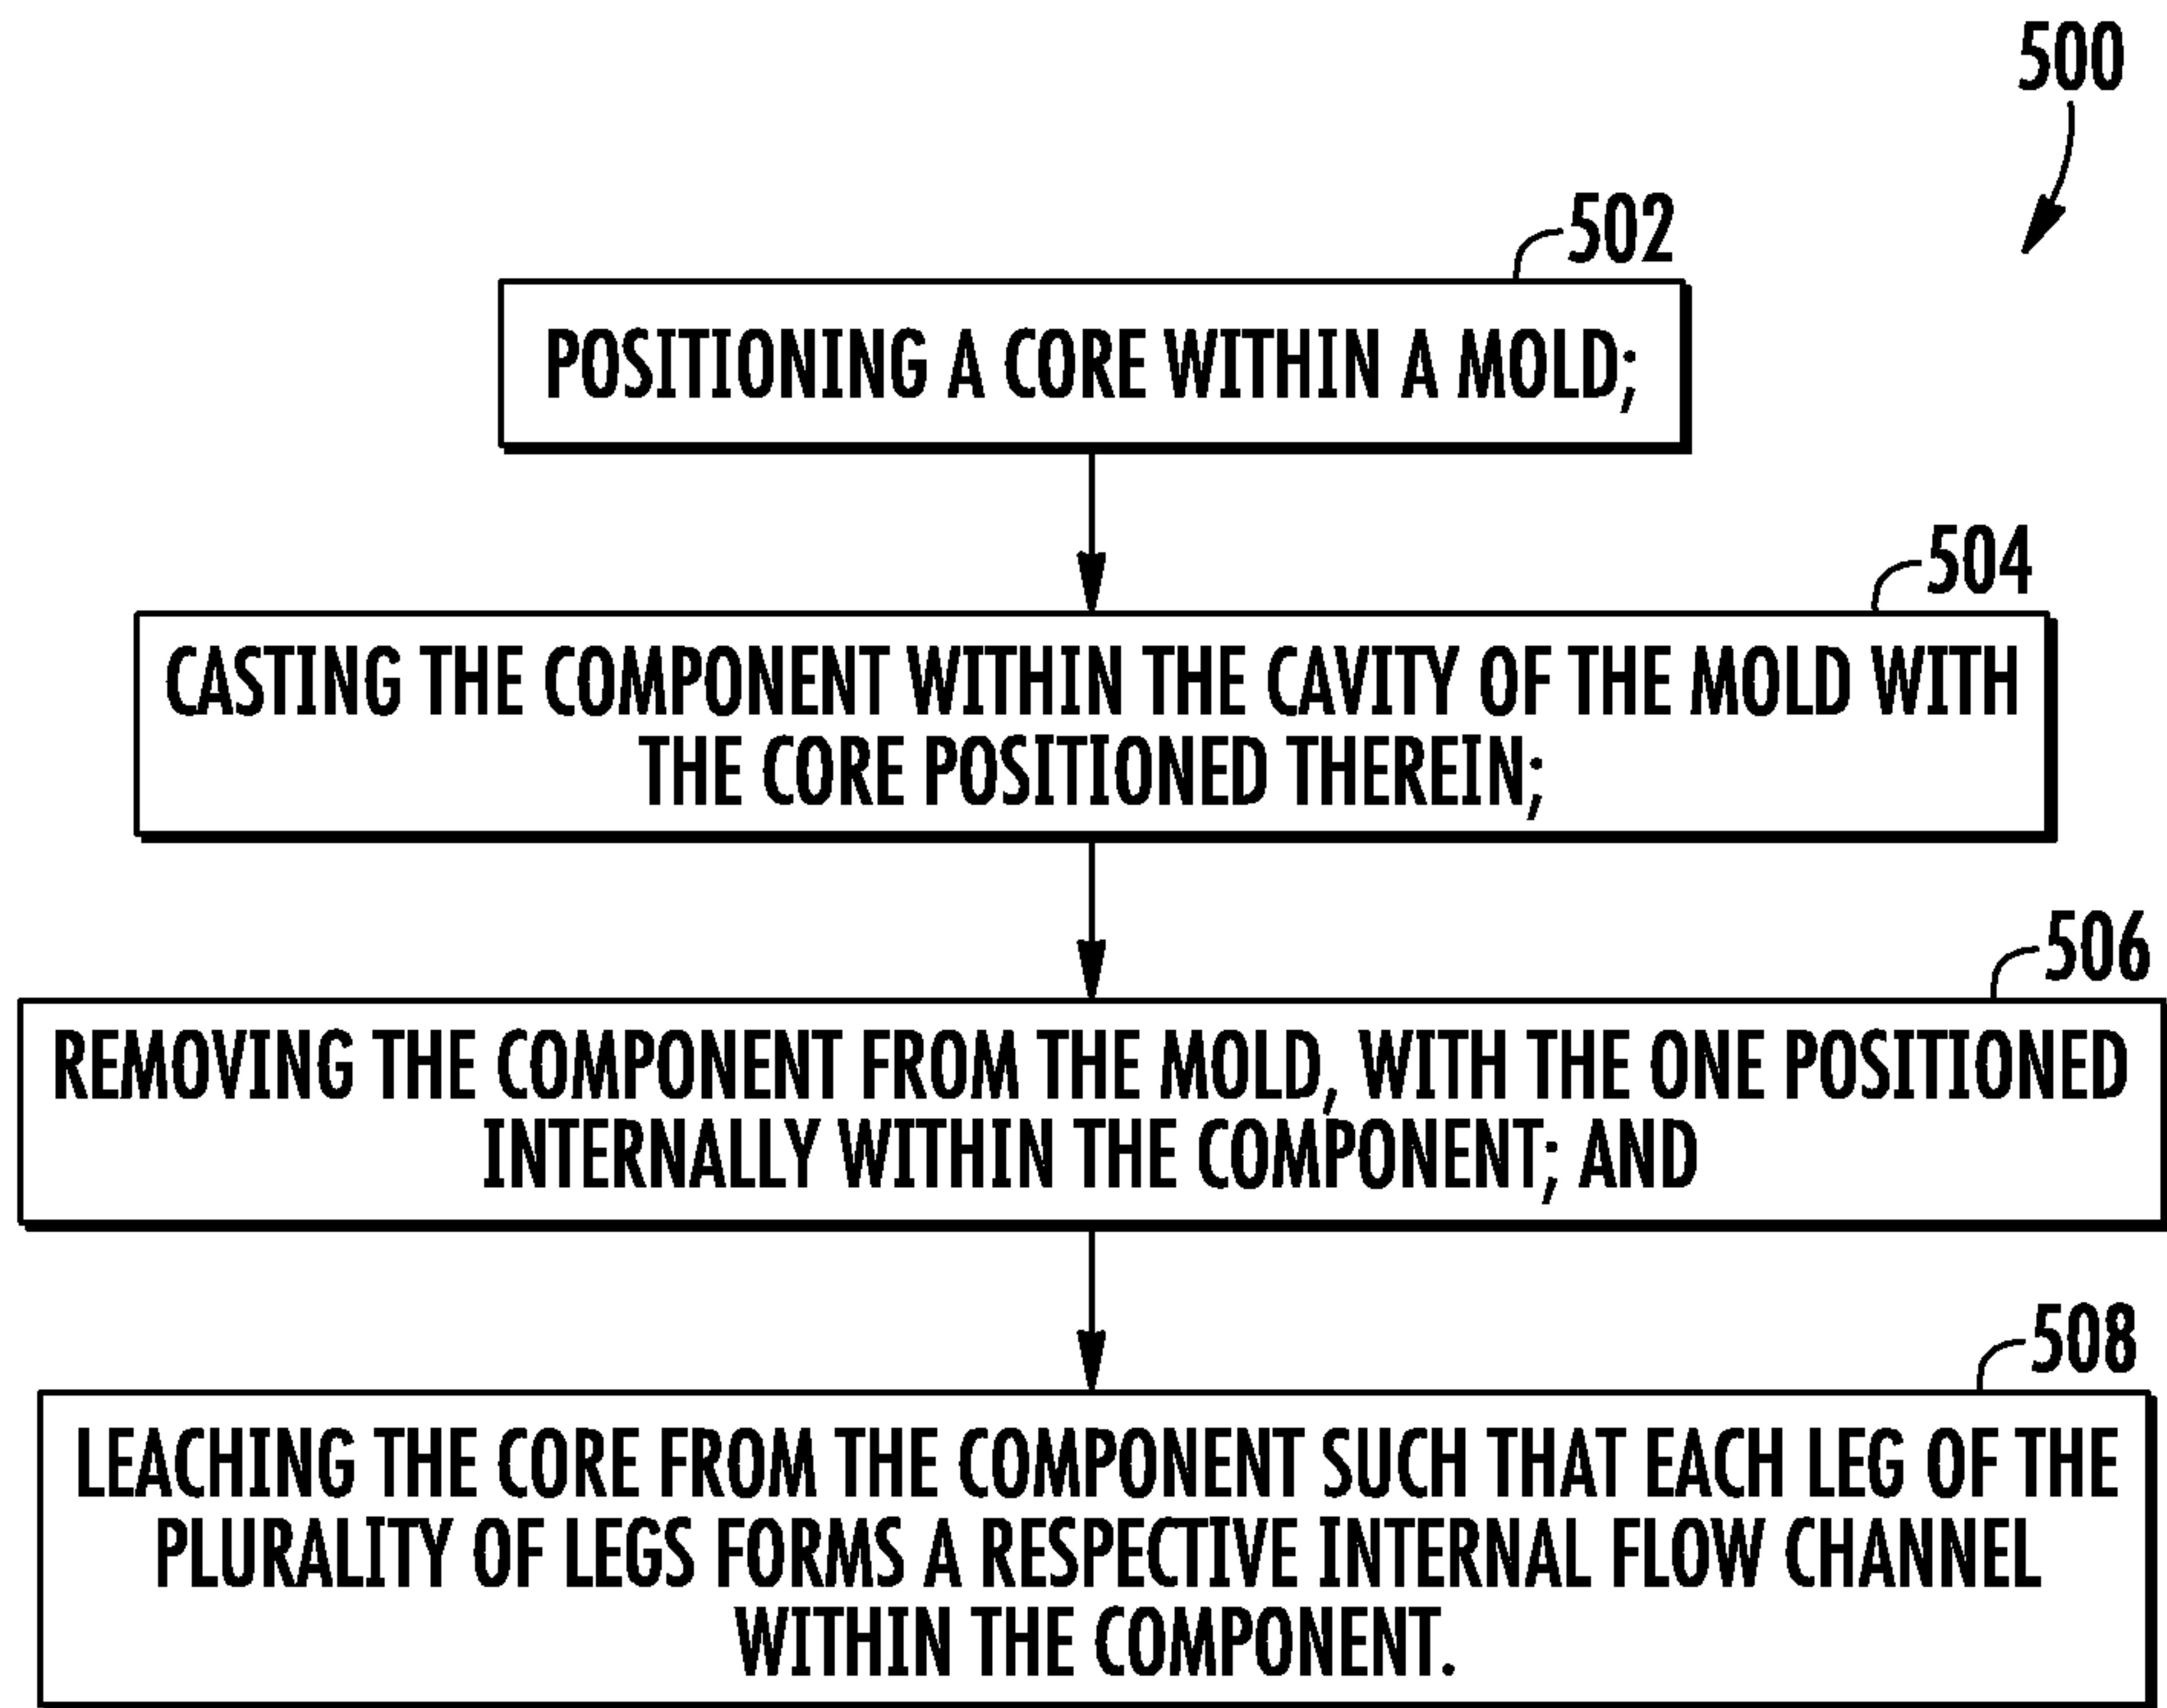 500
502
POSITIONING A CORE WITHIN A MOLD;
504
CASTING THE COMPONENT WITHIN THE CAVITY OF THE MOLD WITH
THE CORE POSITIONED THEREIN;
506
REMOVING THE COMPONENT FROM THE MOLD, WITH THE ONE POSITIONED
INTERNALLY WITHIN THE COMPONENT; AND
508
LEACHING THE CORE FROM THE COMPONENT SUCH THAT EACH LEG OF THE
PLURALITY OF LEGS FORMS A RESPECTIVE INTERNAL FLOW CHANNEL
WITHIN THE COMPONENT.